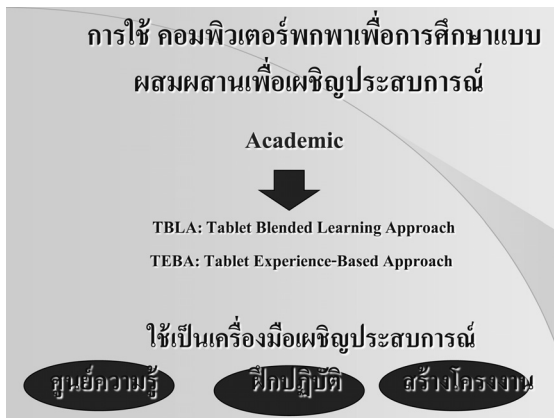 การใช้ คอมพิวเตอร์พกพาเพื่อการศึกษาแบบ
ผสมผสานเพื่อเผชิญประสบการณ์
Academic
TBLA: Tablet Blended Learning Approach
TEBA: Tablet Experience-Based Approach
ใช้เป็นเครื่องมือเผชิญประสบการณ์
ศูนย์ความรู้ ฝึกปฏิบัติ สร้างโครงงาน